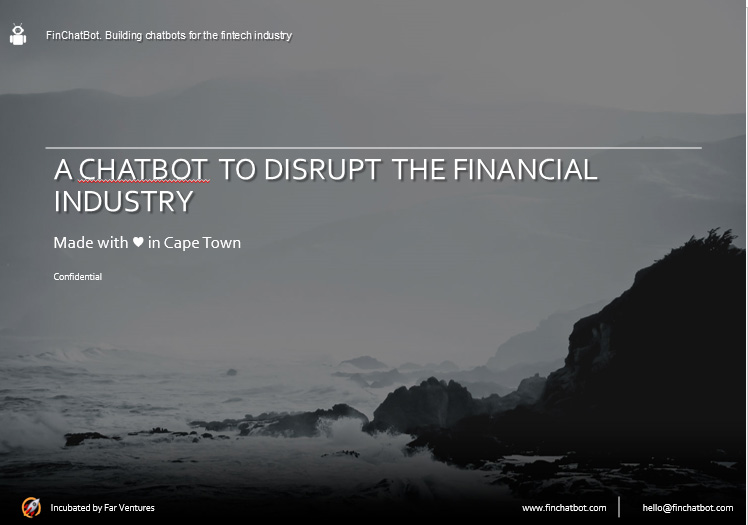 FinChatBot. Building chatbots for the fintech industry
A CHATBOT TO DISRUPT THE FINANCIAL
INDUSTRY
Made with ♥ in Cape Town
Confidential
Incubated by Far Ventures
www.finchatbot.com
hello@finchatbot.com